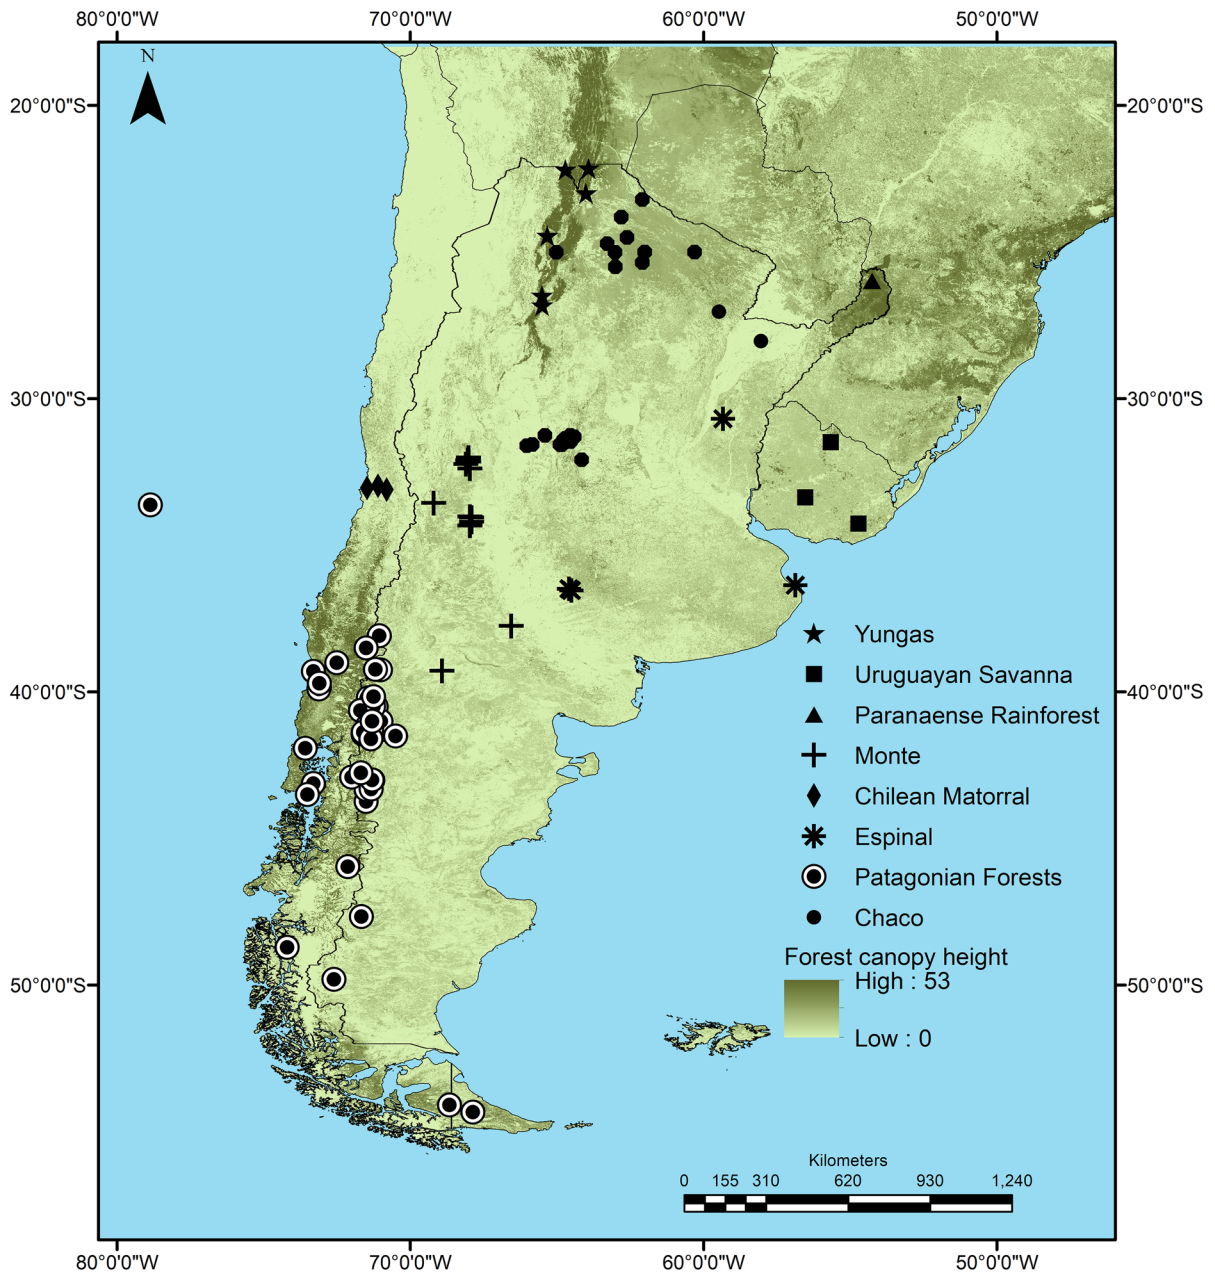 80°0'0"W 70°0'0"W 60°0'0"W 50°0'0"W
N
20°0'0"S 20°0'0"S
30°0'0"S 30°0'0"S
40°0'0"S 40°0'0"S
50°0'0"S 50°0'0"S
Yungas
Uruguayan Savanna
Paranaense Rainforest
Monte
Chilean Matorral
Espinal
Patagonian Forests
Chaco
Forest canopy height
High : 53
Low : 0
Kilometers
0 155 310 620 930 1,240
80°0'0"W 70°0'0"W 60°0'0"W 50°0'0"W